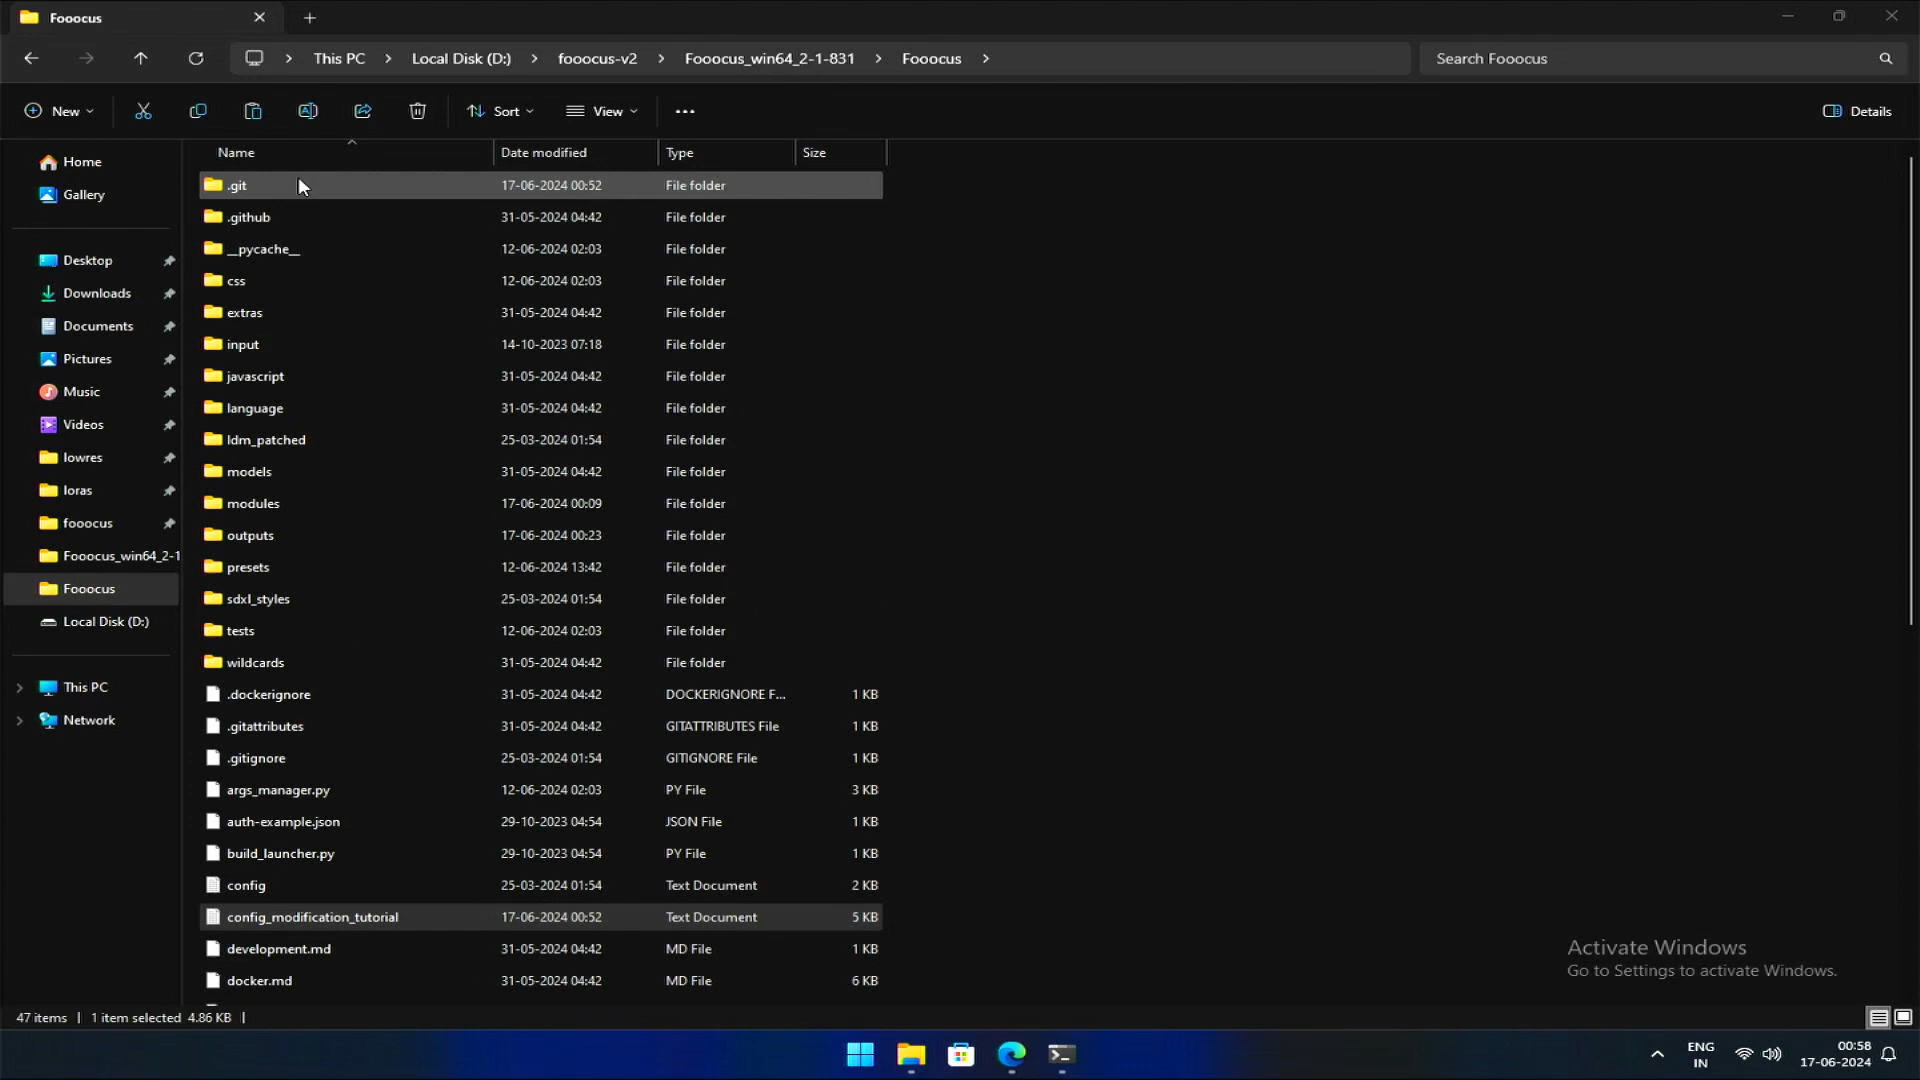 Fooocus
This PC Local Disk (D:) fooocus-v2 Fooocus_win64_2-1-831 Fooocus Search Fooocus
New Sort View Details
Name Date modified Type Size
Home
Gallery
Desktop
Downloads
Documents
Pictures
Music
Videos
lowres
loras
fooocus
Fooocus_win64_2-1
Fooocus
Local Disk (D:)
This PC
Network
.git 17-06-2024 00:52 File folder
.github 31-05-2024 04:42 File folder
__pycache__ 12-06-2024 02:03 File folder
css 12-06-2024 02:03 File folder
extras 31-05-2024 04:42 File folder
input 14-10-2023 07:18 File folder
javascript 31-05-2024 04:42 File folder
language 31-05-2024 04:42 File folder
ldm_patched 25-03-2024 01:54 File folder
models 31-05-2024 04:42 File folder
modules 17-06-2024 00:09 File folder
outputs 17-06-2024 00:23 File folder
presets 12-06-2024 13:42 File folder
sdxl_styles 25-03-2024 01:54 File folder
tests 12-06-2024 02:03 File folder
wildcards 31-05-2024 04:42 File folder
.dockerignore 31-05-2024 04:42 DOCKERIGNORE F... 1 KB
.gitattributes 31-05-2024 04:42 GITATTRIBUTES File 1 KB
.gitignore 25-03-2024 01:54 GITIGNORE File 1 KB
args_manager.py 12-06-2024 02:03 PY File 3 KB
auth-example.json 29-10-2023 04:54 JSON File 1 KB
build_launcher.py 29-10-2023 04:54 PY File 1 KB
config 25-03-2024 01:54 Text Document 2 KB
config_modification_tutorial 17-06-2024 00:52 Text Document 5 KB
development.md 31-05-2024 04:42 MD File 1 KB
docker.md 31-05-2024 04:42 MD File 6 KB
Activate Windows
Go to Settings to activate Windows.
47 items 1 item selected 4.86 KB
ENG
IN
00:58
17-06-2024